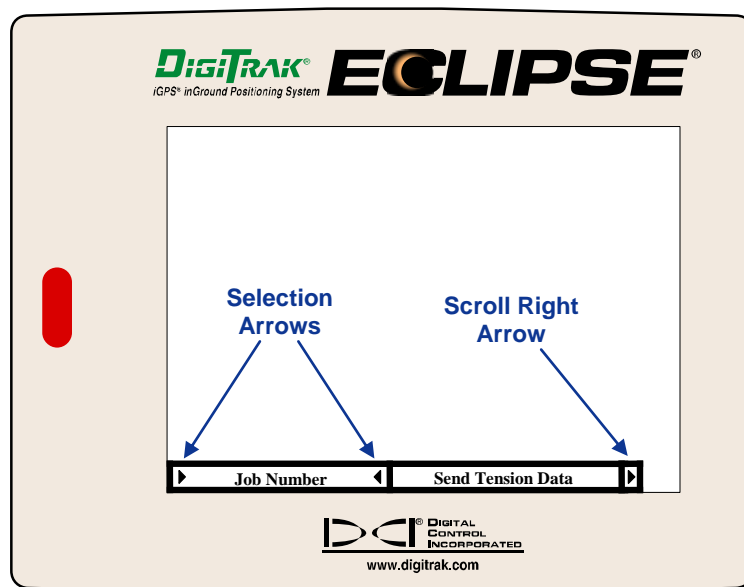 DIGITRAK® ECLIPSE®
iGPS® inGround Positioning System
Selection
Arrows
Scroll Right
Arrow
Job Number
Send Tension Data
DCI® DIGITAL
CONTROL
INCORPORATED
www.digitrak.com